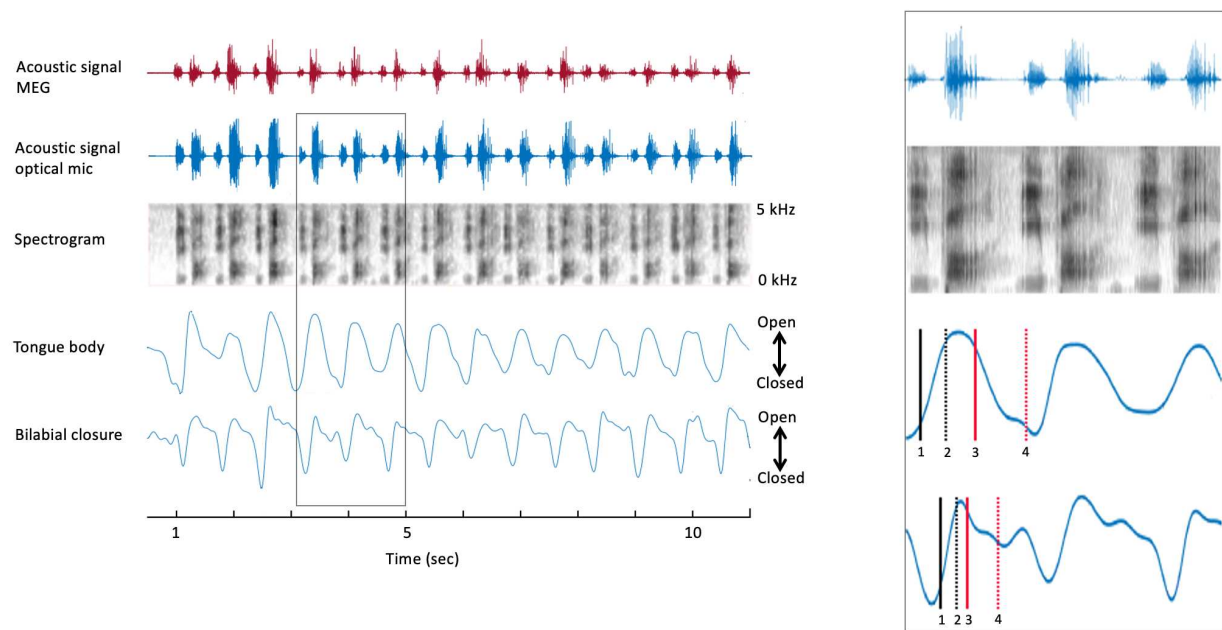 Acoustic signal
MEG
Acoustic signal
optical mic
5 kHz
Spectrogram
0 kHz
Open
Tongue body
Closed
Open
Bilabial closure
Closed
1 5 10
Time (sec)
1 2 3 4
1 2 3 4